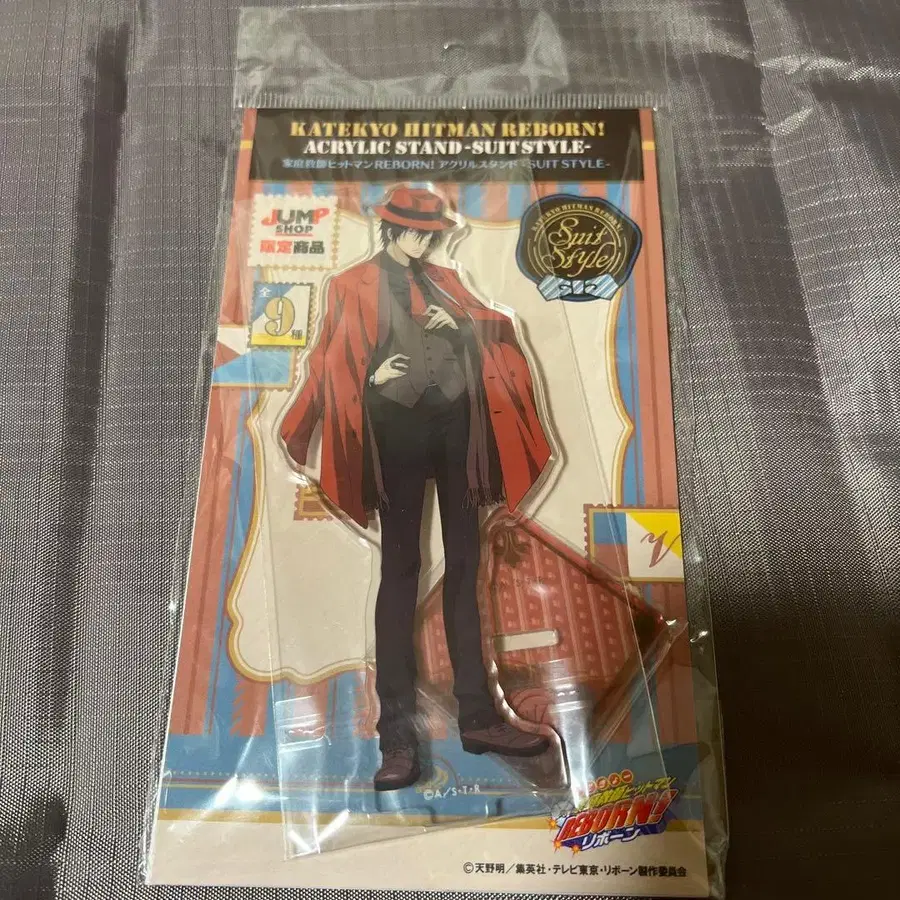 KATEKYO HITMAN REBORN!
ACRYLIC STAND -SUIT STYLE-
家庭教師ヒットマンREBORN! アクリルスタンド -SUIT STYLE-
JUMP
SHOP
限定商品
全
9
種
KATEKYO HITMAN REBORN!
Suit
Style
V
©A/S・T・R
家庭教師ヒットマン
REBORN!
リボーン
©天野明／集英社・テレビ東京・リボーン製作委員会